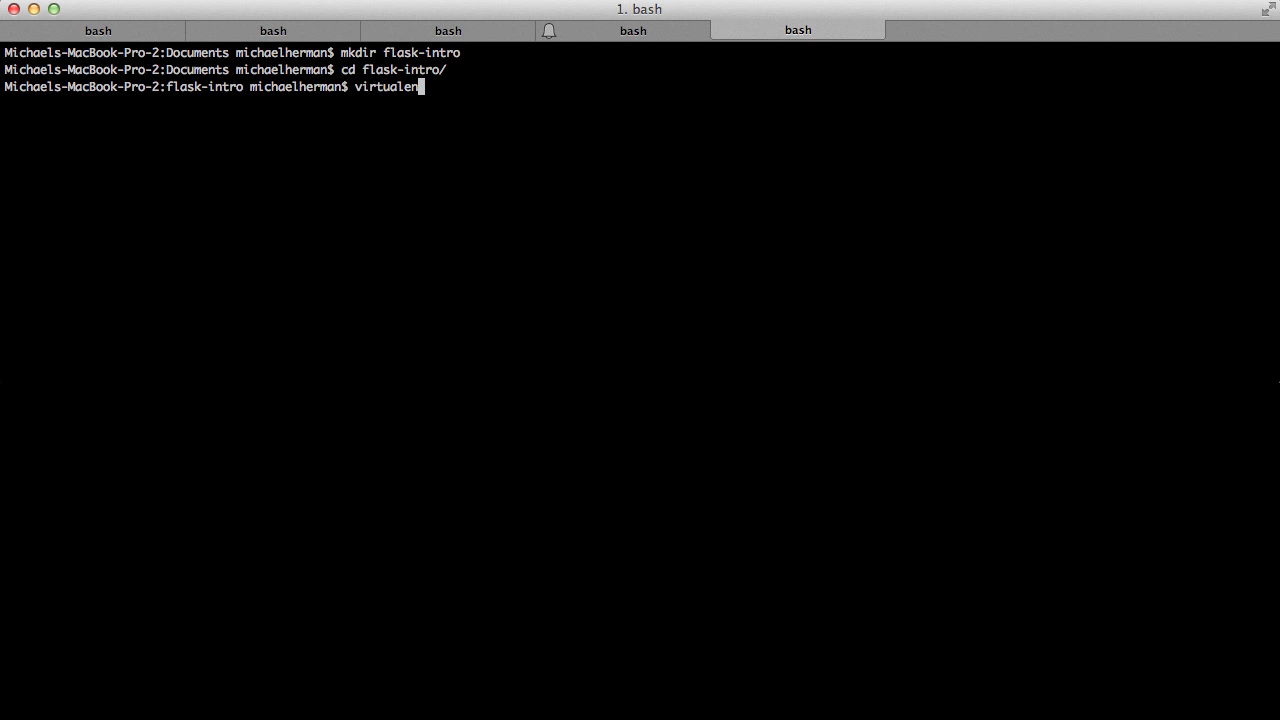 1. bash
bash bash bash bash bash
Michaels-MacBook-Pro-2:Documents michaelherman$ mkdir flask-intro
Michaels-MacBook-Pro-2:Documents michaelherman$ cd flask-intro/
Michaels-MacBook-Pro-2:flask-intro michaelherman$ virtualen